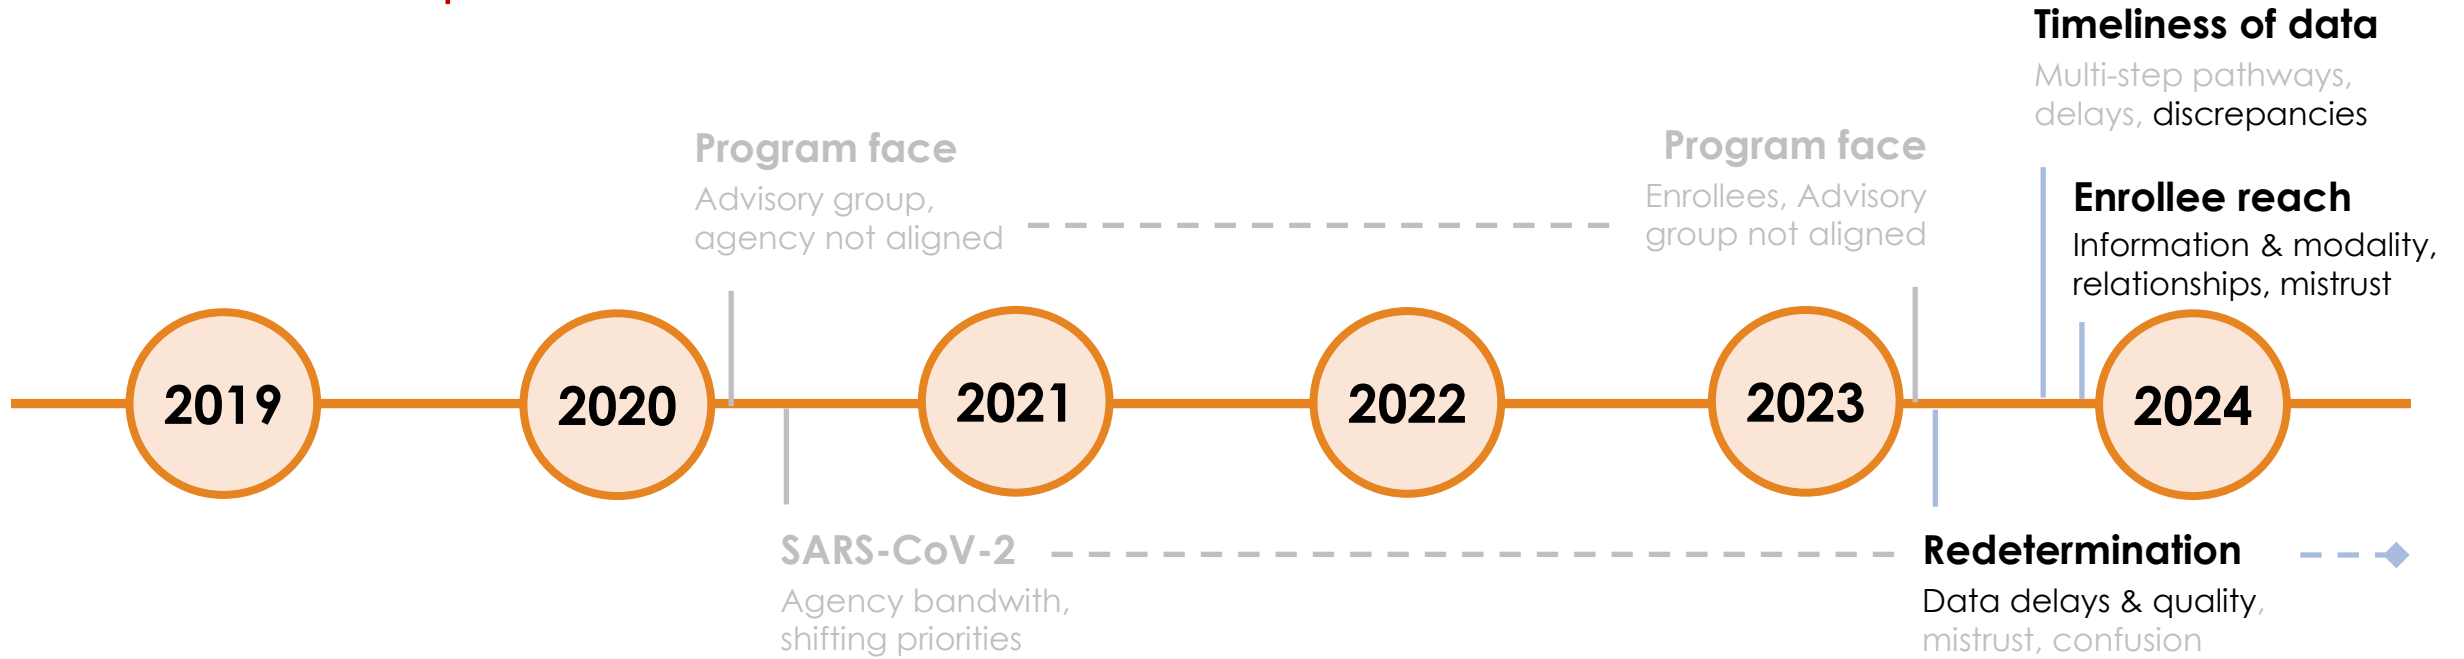 Timeliness of data
Multi-step pathways,
delays, discrepancies
Program face
Advisory group,
agency not aligned
Program face
Enrollees, Advisory
group not aligned
Enrollee reach
Information & modality,
relationships, mistrust
2019
2020
2021
2022
2023
2024
SARS-CoV-2
Agency bandwith,
shifting priorities
Redetermination
Data delays & quality,
mistrust, confusion